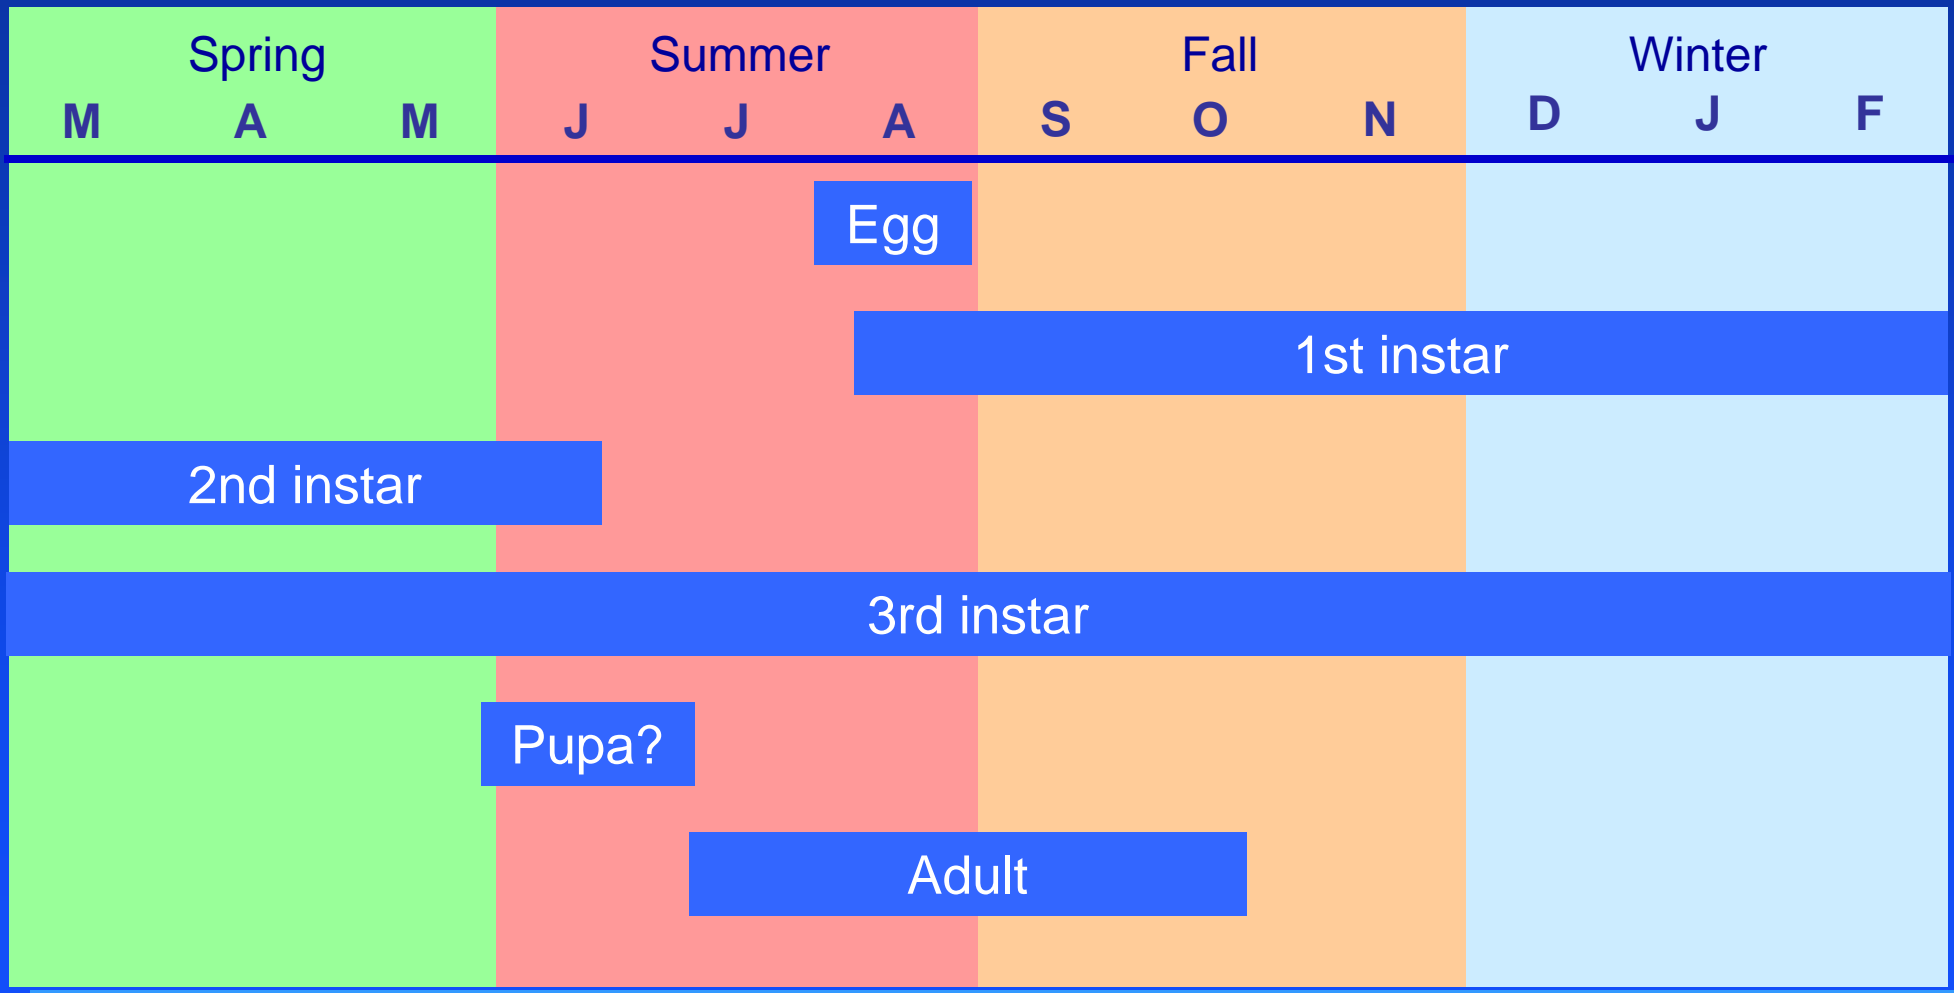 Spring Summer Fall Winter
M A M J J A S O N D J F
Egg
1st instar
2nd instar
3rd instar
Pupa?
Adult